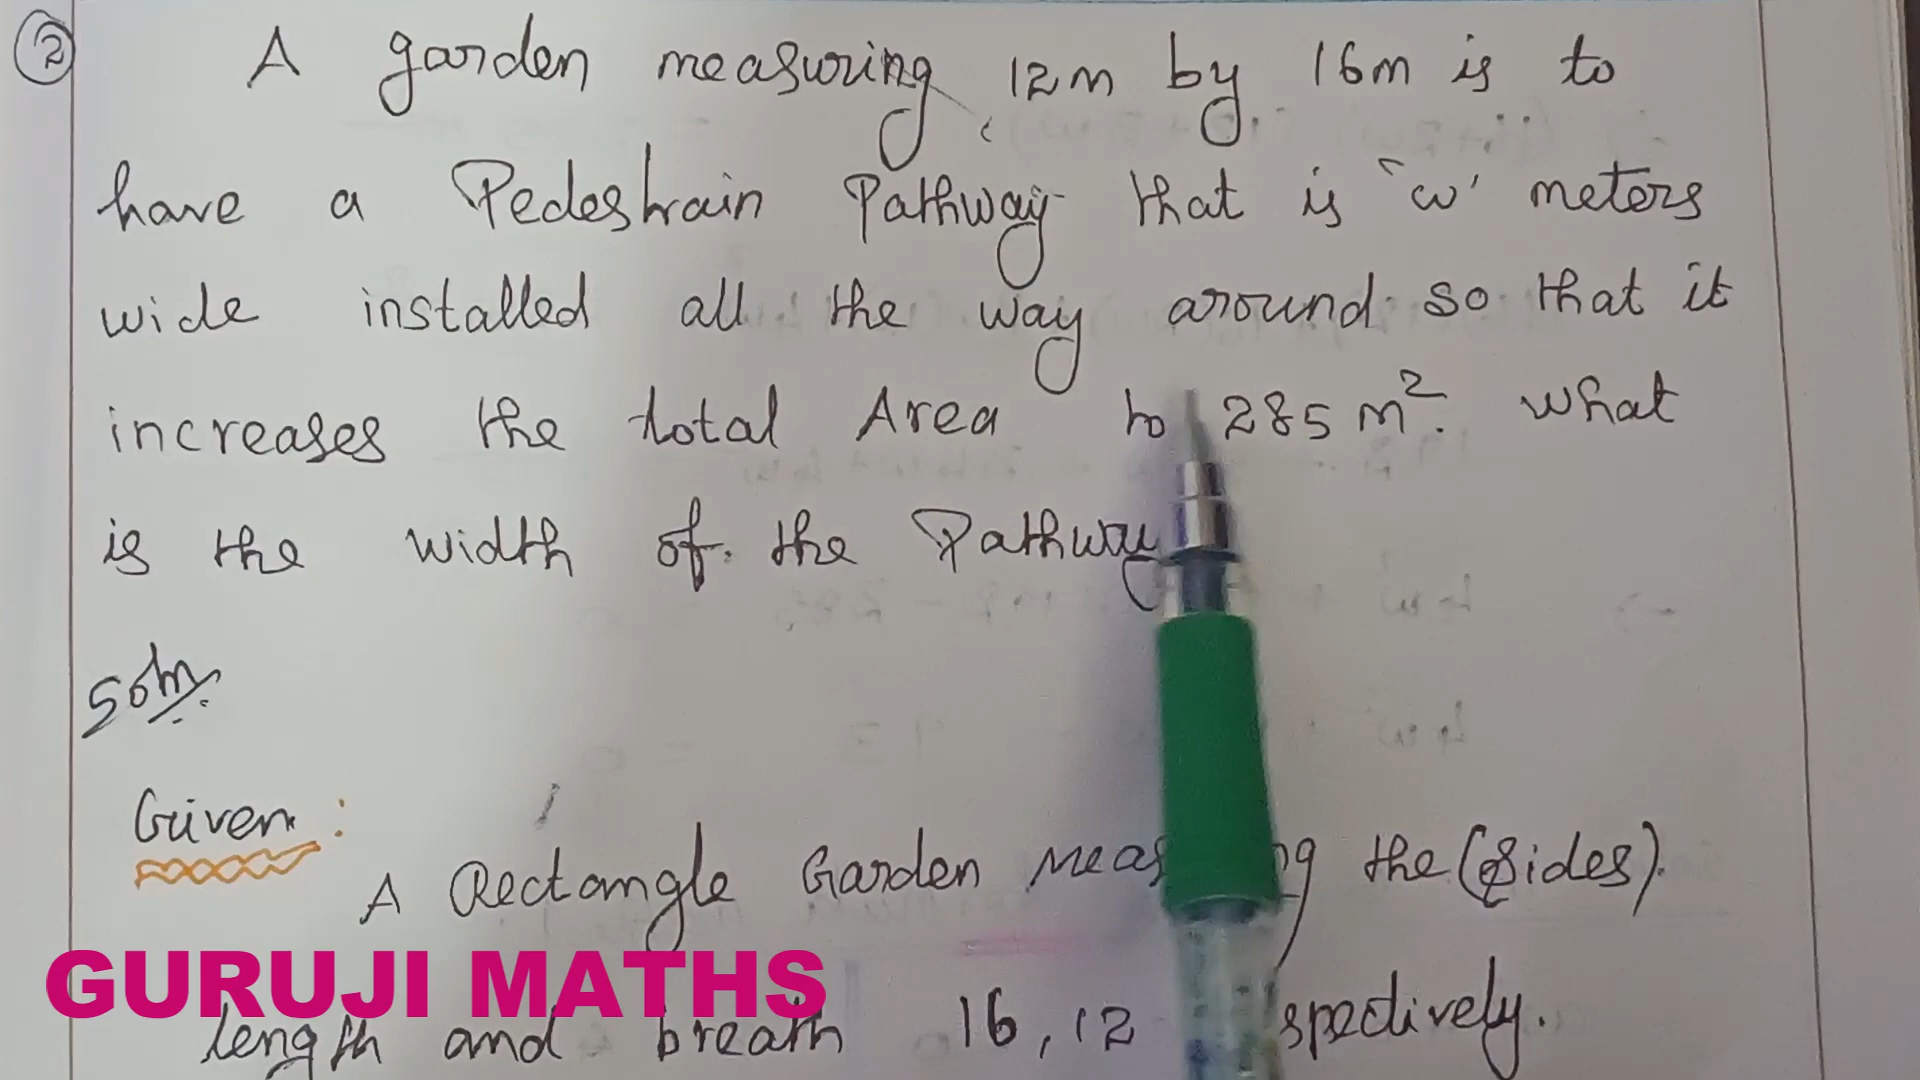 ② A garden measuring 12m by 16m is to
have a Pedestrain Pathway that is 'w' meters
wide installed all the way around so that it
increases the total Area to 285 m². What
is the width of the Pathway
Soln.
Given:
A Rectangle Garden the (Sides).
GURUJI MATHS
length and breath 16, 12